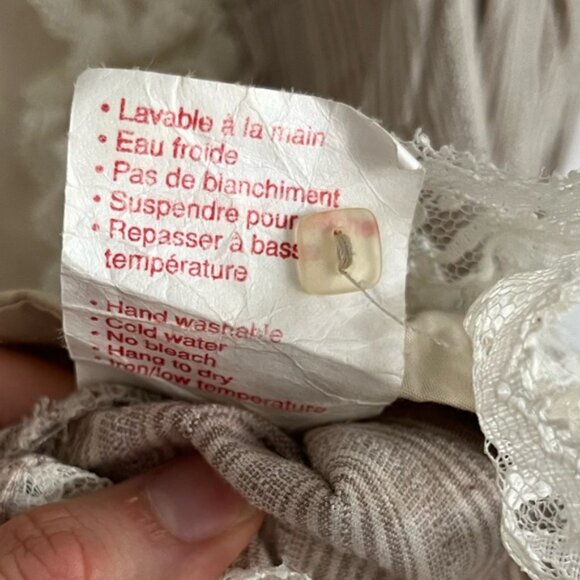 • Lavable à la main
• Eau froide
• Pas de blanchiment
• Suspendre pour
• Repasser à bass
température
• Hand washable
• Cold water
• No bleach
• Hang to dry
Iron/low temperature